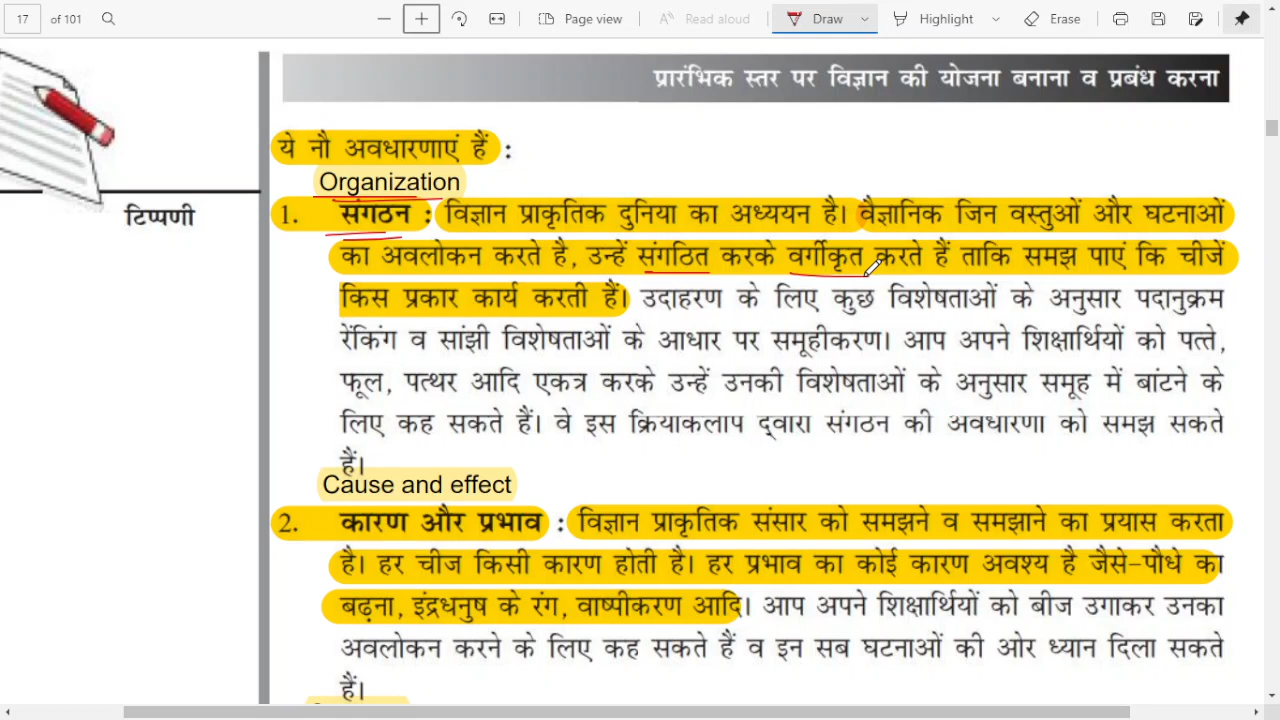 17 of 101 Page view Read aloud Draw Highlight Erase
प्रारंभिक स्तर पर विज्ञान की योजना बनाना व प्रबंध करना
ये नौ अवधारणाएं हैं :
Organization
टिप्पणी
1. संगठन : विज्ञान प्राकृतिक दुनिया का अध्ययन है। वैज्ञानिक जिन वस्तुओं और घटनाओं
का अवलोकन करते है, उन्हें संगठित करके वर्गीकृत करते हैं ताकि समझ पाएं कि चीजें
किस प्रकार कार्य करती हैं। उदाहरण के लिए कुछ विशेषताओं के अनुसार पदानुक्रम
रेंकिंग व सांझी विशेषताओं के आधार पर समूहीकरण। आप अपने शिक्षार्थियों को पत्ते,
फूल, पत्थर आदि एकत्र करके उन्हें उनकी विशेषताओं के अनुसार समूह में बांटने के
लिए कह सकते हैं। वे इस क्रियाकलाप द्वारा संगठन की अवधारणा को समझ सकते
हैं।
Cause and effect
2. कारण और प्रभाव : विज्ञान प्राकृतिक संसार को समझने व समझाने का प्रयास करता
है। हर चीज किसी कारण होती है। हर प्रभाव का कोई कारण अवश्य है जैसे-पौधे का
बढ़ना, इंद्रधनुष के रंग, वाष्पीकरण आदि। आप अपने शिक्षार्थियों को बीज उगाकर उनका
अवलोकन करने के लिए कह सकते हैं व इन सब घटनाओं की ओर ध्यान दिला सकते
हैं।